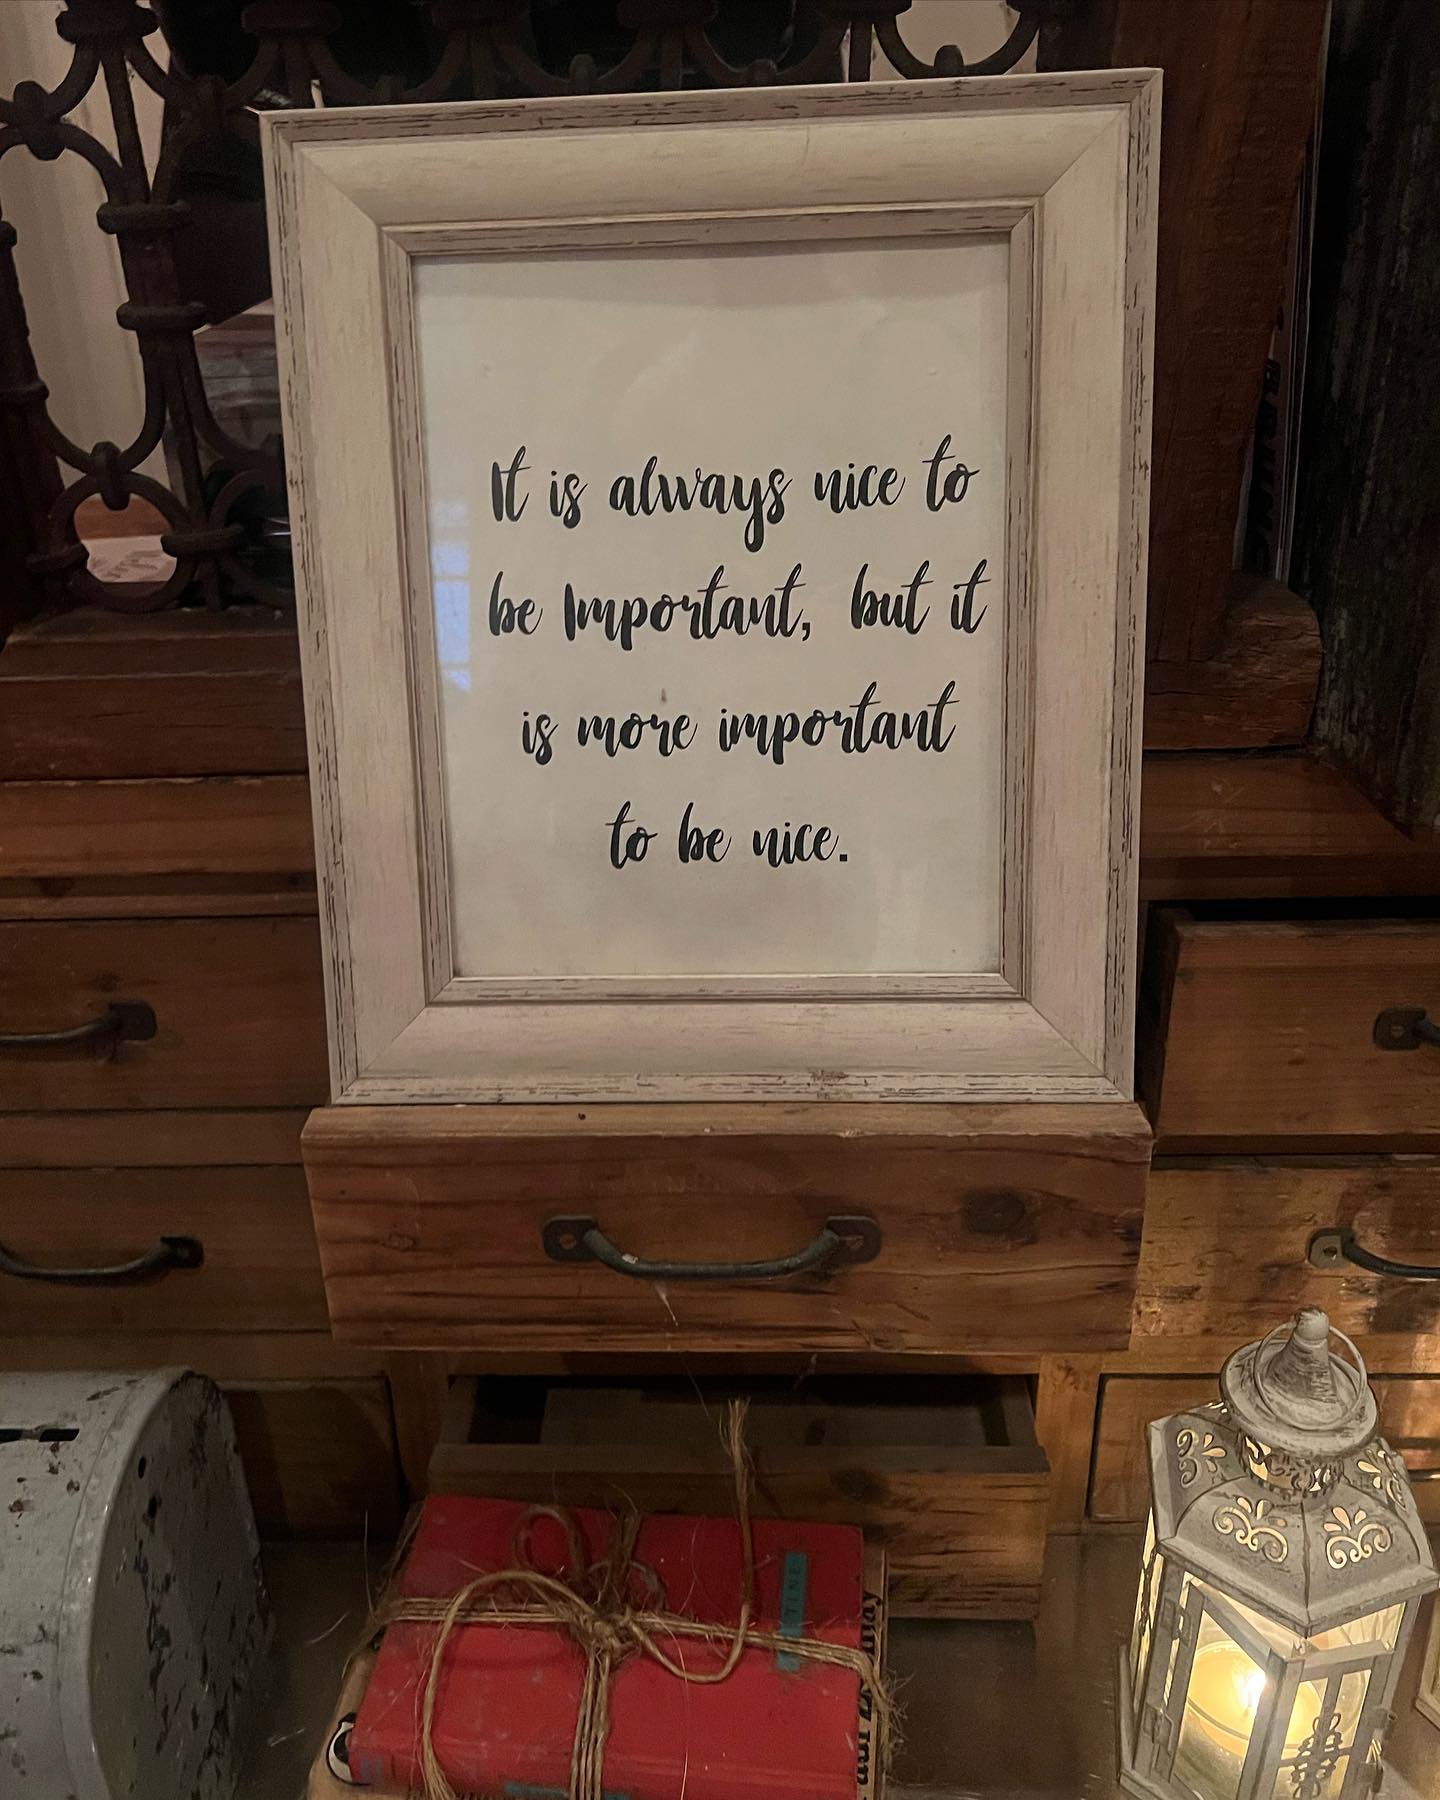 It is always nice to
be Important, but it
is more important
to be nice.